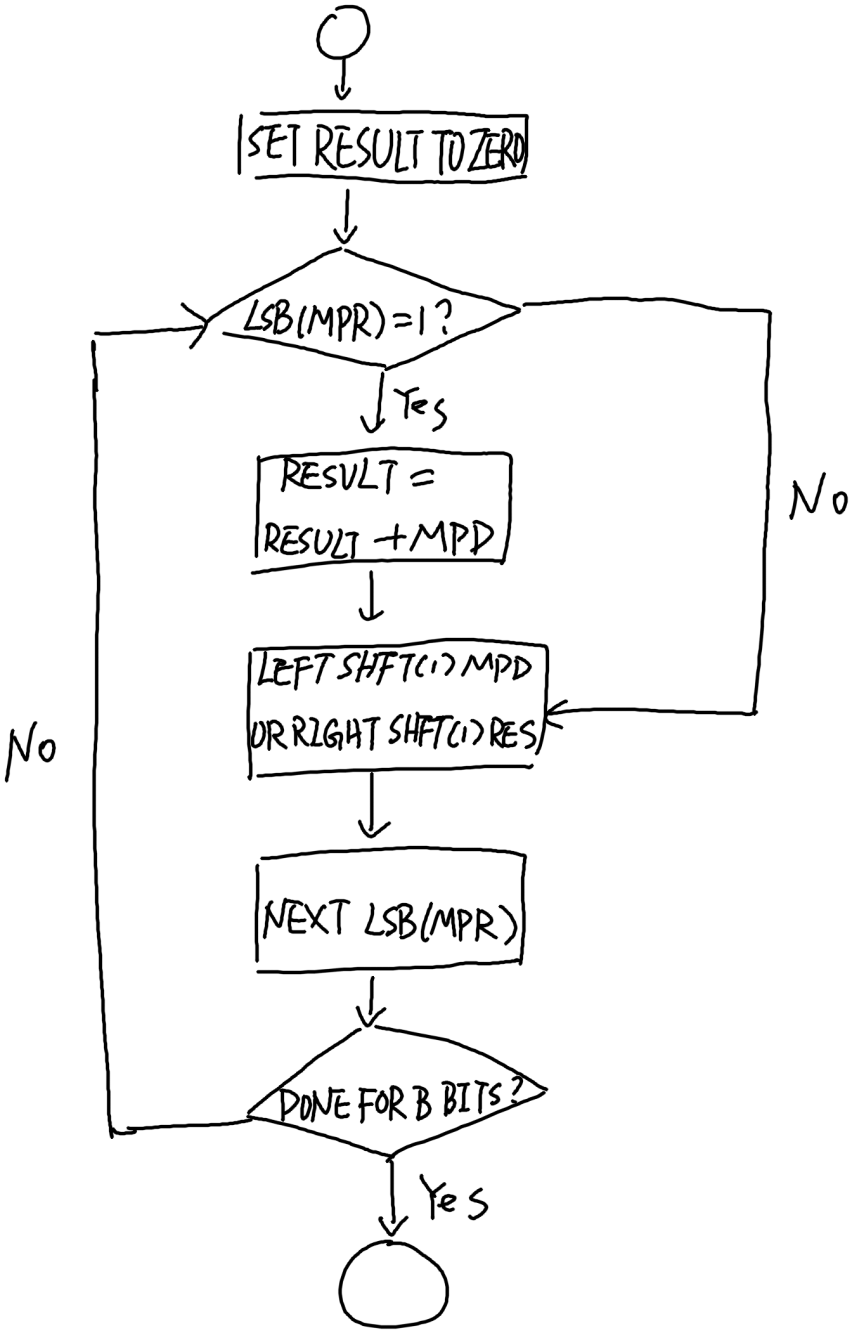 SET RESULT TO ZERO
LSB(MPR)=1?
Yes
RESULT =
RESULT +MPD
No
LEFT SHFT(1) MPD
OR RIGHT SHFT(1) RES
No
NEXT LSB(MPR)
DONE FOR B BITS?
Yes